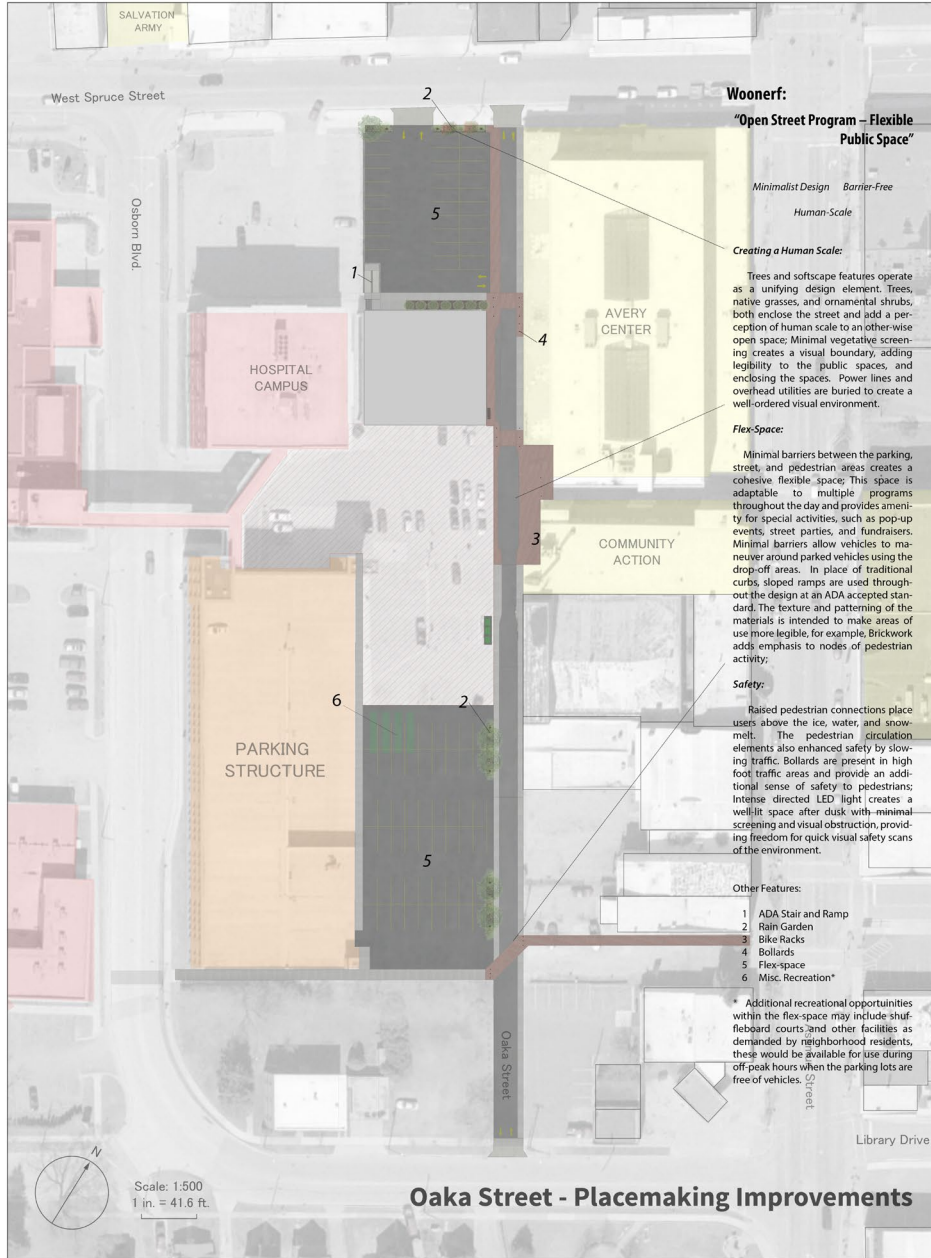 SALVATION
ARMY
West Spruce Street
2
Woonerf:
“Open Street Program – Flexible
Public Space”
Minimalist Design Barrier-Free
Human-Scale
Osborn Blvd.
5
1
Creating a Human Scale:
Trees and softscape features operate
as a unifying design element. Trees,
native grasses, and ornamental shrubs,
both enclose the street and add a per-
ception of human scale to an other-wise
open space; Minimal vegetative screen-
ing creates a visual boundary, adding
legibility to the public spaces, and
enclosing the spaces. Power lines and
overhead utilities are buried to create a
well-ordered visual environment.
AVERY
CENTER
4
HOSPITAL
CAMPUS
Flex-Space:
Minimal barriers between the parking,
street, and pedestrian areas creates a
cohesive flexible space; This space is
adaptable to multiple programs
throughout the day and provides ameni-
ty for special activities, such as pop-up
events, street parties, and fundraisers.
Minimal barriers allow vehicles to ma-
neuver around parked vehicles using the
drop-off areas. In place of traditional
curbs, sloped ramps are used through-
out the design at an ADA accepted stan-
dard. The texture and patterning of the
materials is intended to make areas of
use more legible, for example, Brickwork
adds emphasis to nodes of pedestrian
activity;
3
COMMUNITY
ACTION
Safety:
Raised pedestrian connections place
users above the ice, water, and snow-
melt. The pedestrian circulation
elements also enhanced safety by slow-
ing traffic. Bollards are present in high
foot traffic areas and provide an addi-
tional sense of safety to pedestrians;
Intense directed LED light creates a
well-lit space after dusk with minimal
screening and visual obstruction, provid-
ing freedom for quick visual safety scans
of the environment.
6
2
PARKING
STRUCTURE
5
Other Features:
1 ADA Stair and Ramp
2 Rain Garden
3 Bike Racks
4 Bollards
5 Flex-space
6 Misc. Recreation*
* Additional recreational opportuinities
within the flex-space may include shuf-
fleboard courts and other facilities as
demanded by neighborhood residents,
these would be available for use during
off-peak hours when the parking lots are
free of vehicles.
Oaka Street
Street
Library Drive
N
Scale: 1:500
1 in. = 41.6 ft.
Oaka Street - Placemaking Improvements